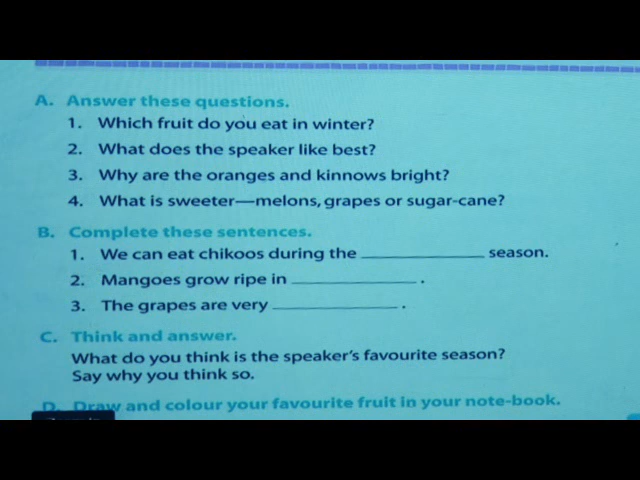 A. Answer these questions.
1. Which fruit do you eat in winter?
2. What does the speaker like best?
3. Why are the oranges and kinnows bright?
4. What is sweeter—melons, grapes or sugar-cane?
B. Complete these sentences.
1. We can eat chikoos during the ______________ season.
2. Mangoes grow ripe in ______________ .
3. The grapes are very ______________ .
C. Think and answer.
What do you think is the speaker's favourite season?
Say why you think so.
D. Draw and colour your favourite fruit in your note-book.